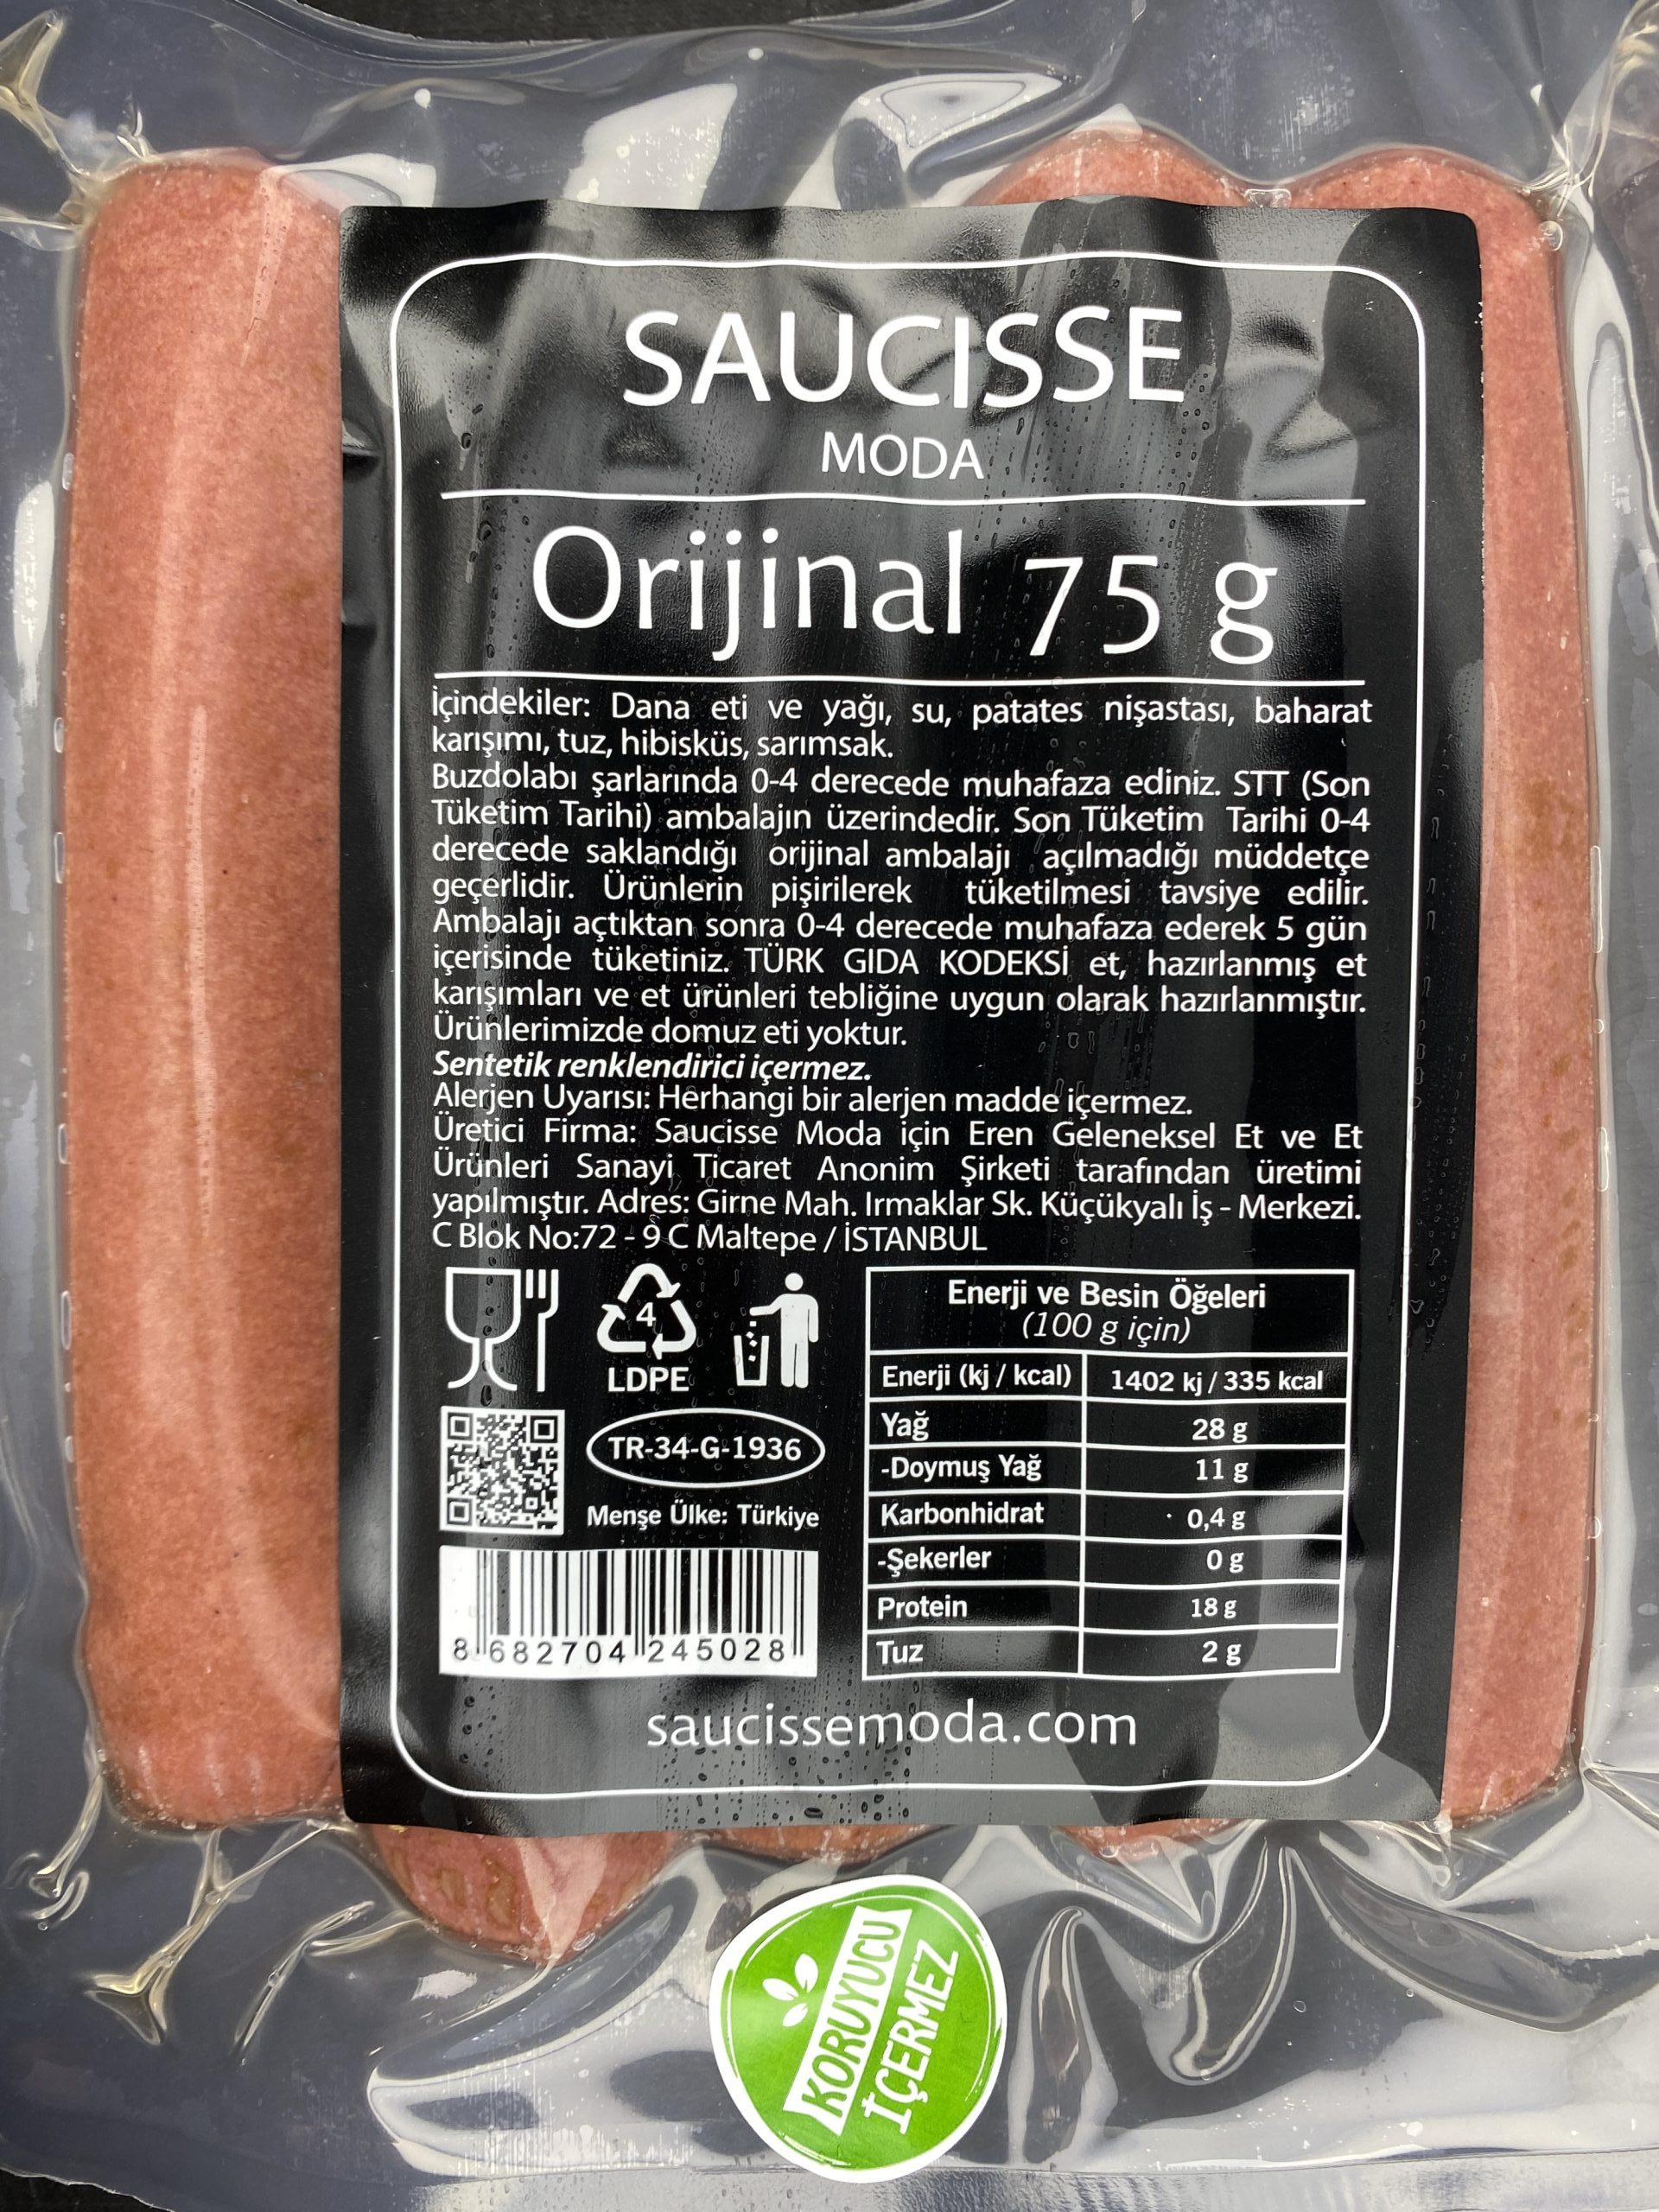 SAUCISSE
MODA
Orijinal 75 g
İçindekiler: Dana eti ve yağı, su, patates nişastası, baharat
karışımı, tuz, hibisküs, sarımsak.
Buzdolabı şarlarında 0-4 derecede muhafaza ediniz. STT (Son
Tüketim Tarihi) ambalajın üzerindedir. Son Tüketim Tarihi 0-4
derecede saklandığı orijinal ambalajı açılmadığı müddetçe
geçerlidir. Ürünlerin pişirilerek tüketilmesi tavsiye edilir.
Ambalajı açtıktan sonra 0-4 derecede muhafaza ederek 5 gün
içerisinde tüketiniz. TÜRK GIDA KODEKSİ et, hazırlanmış et
karışımları ve et ürünleri tebliğine uygun olarak hazırlanmıştır.
Ürünlerimizde domuz eti yoktur.
Sentetik renklendirici içermez.
Alerjen Uyarısı: Herhangi bir alerjen madde içermez.
Üretici Firma: Saucisse Moda için Eren Geleneksel Et ve Et
Ürünleri Sanayi Ticaret Anonim Şirketi tarafından üretimi
yapılmıştır. Adres: Girne Mah. Irmaklar Sk. Küçükyalı İş - Merkezi.
C Blok No:72 - 9 C Maltepe / İSTANBUL
4
LDPE
TR-34-G-1936
Menşe Ülke: Türkiye
8 682704 245028
Enerji ve Besin Öğeleri
(100 g için)
Enerji (kj / kcal) 1402 kj / 335 kcal
Yağ 28 g
-Doymuş Yağ 11 g
Karbonhidrat 0,4 g
-Şekerler 0 g
Protein 18 g
Tuz 2 g
saucissemoda.com
KORUYUCU
İÇERMEZ